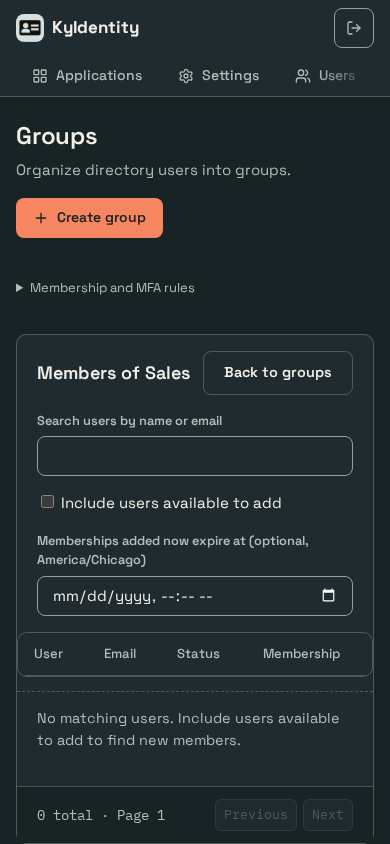 Kyldentity
Applications
Settings
Users
Groups
Organize directory users into groups.
+ Create group
Membership and MFA rules
Members of Sales
Back to groups
Search users by name or email
Include users available to add
Memberships added now expire at (optional,
America/Chicago)
mm/dd/yyyy, --:-- --
User Email Status Membership
No matching users. Include users available
to add to find new members.
0 total · Page 1
Previous
Next